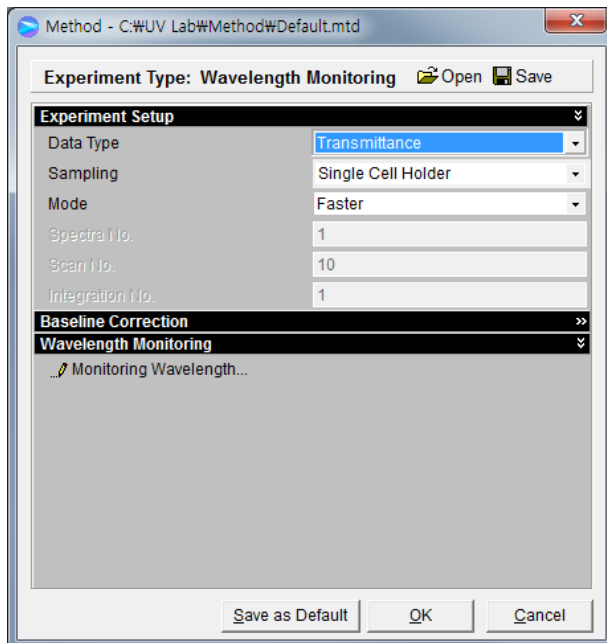 Method - C:₩UV Lab₩Method₩Default.mtd
Experiment Type: Wavelength Monitoring Open Save
Experiment Setup
Data Type Transmittance
Sampling Single Cell Holder
Mode Faster
Spectra No. 1
Scan No. 10
Integration No. 1
Baseline Correction
Wavelength Monitoring
Monitoring Wavelength...
Save as Default OK Cancel